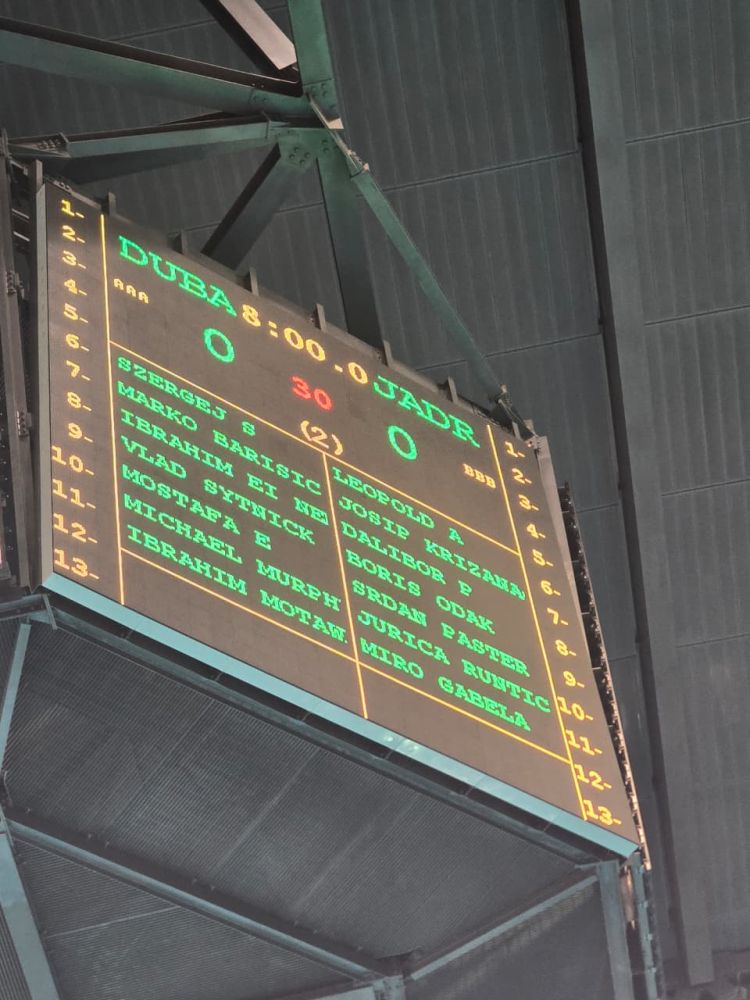 DUBA 8:00.0 JADR
AAA 0 30 0 BBB
(2)
1-
2-
3-
4-
5-
6-
7-
8-
9-
10-
11-
12-
13-
SZERGEJ S
MARKO BARISIC
IBRAHIM EI NE
VLAD SYTNICK
MOSTAFA E
MICHAEL MURPH
IBRAHIM MOTAW
LEOPOLD A
JOSIP KRIZANA
DALIBOR P
BORIS ODAK
SRDAN PASTER
JURICA RUNTIC
MIRO GABELA
1-
2-
3-
4-
5-
6-
7-
8-
9-
10-
11-
12-
13-